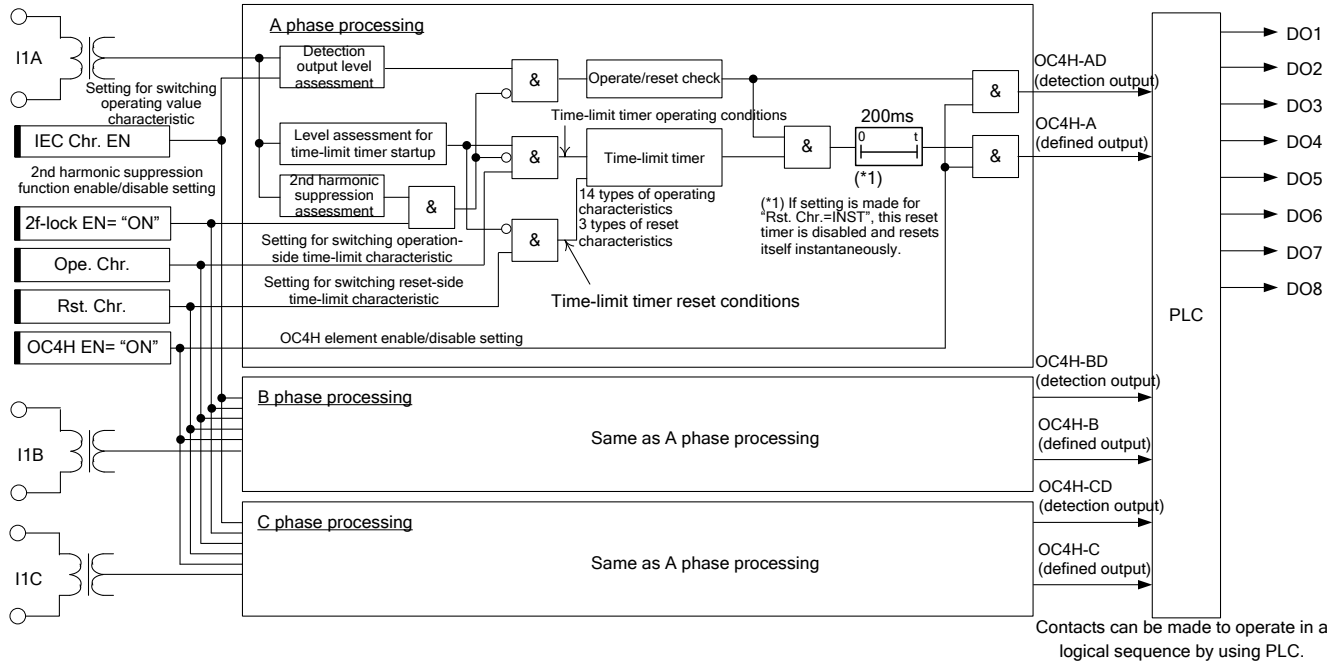 A phase processing
I1A
Detection
output level
assessment
&
Operate/reset check
&
OC4H-AD
(detection output)
PLC
DO1
DO2
DO3
DO4
DO5
DO6
DO7
DO8
Setting for switching
operating value
characteristic
IEC Chr. EN
Level assessment for
time-limit timer startup
Time-limit timer operating conditions
&
Time-limit timer
&
200ms
0 t
(*1)
&
OC4H-A
(defined output)
2nd harmonic suppression
function enable/disable setting
2nd harmonic
suppression
assessment
&
14 types of operating
characteristics
3 types of reset
characteristics
(*1) If setting is made for
"Rst. Chr.=INST", this reset
timer is disabled and resets
itself instantaneously.
2f-lock EN= “ON”
Setting for switching operation-
side time-limit characteristic
&
Ope. Chr.
Setting for switching reset-side
time-limit characteristic
Time-limit timer reset conditions
Rst. Chr.
OC4H element enable/disable setting
OC4H EN= “ON”
B phase processing
I1B
Same as A phase processing
OC4H-BD
(detection output)
OC4H-B
(defined output)
C phase processing
I1C
Same as A phase processing
OC4H-CD
(detection output)
OC4H-C
(defined output)
Contacts can be made to operate in a
logical sequence by using PLC.